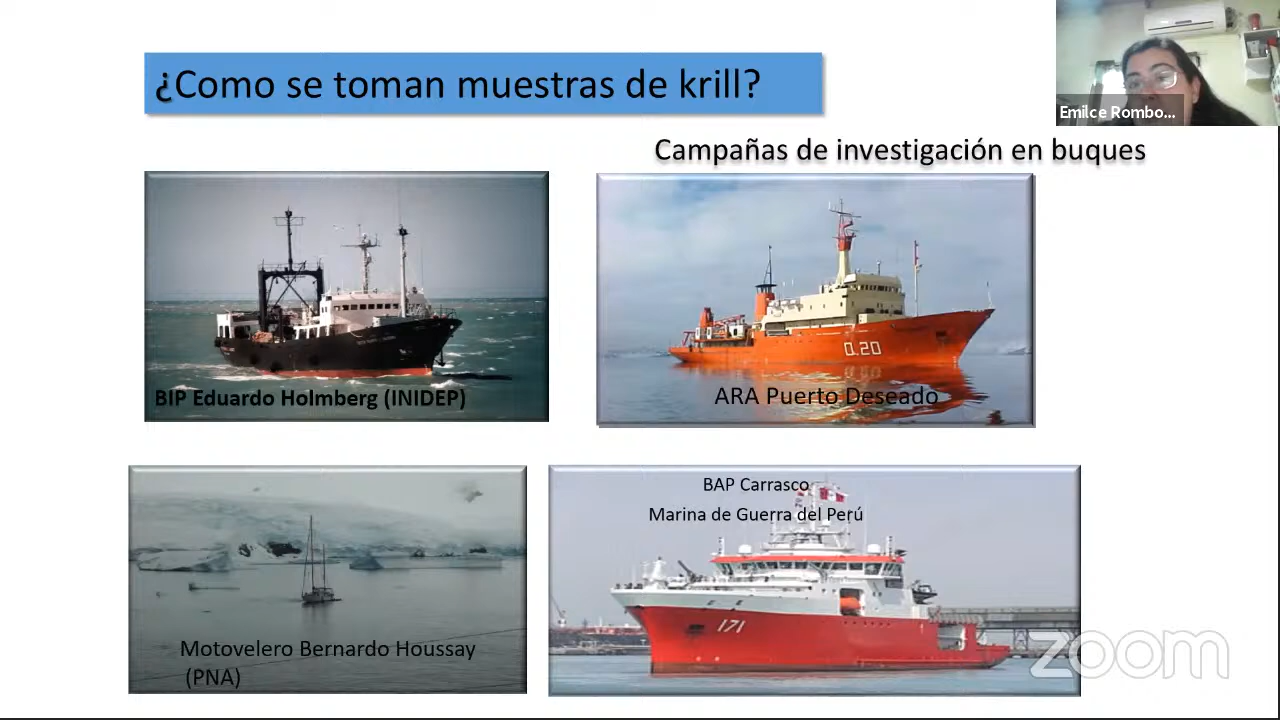 ¿Como se toman muestras de krill?
Emilce Rombo...
Campañas de investigación en buques
BIP Eduardo Holmberg (INIDEP)
Q.20
ARA Puerto Deseado
Motovelero Bernardo Houssay
(PNA)
BAP Carrasco
Marina de Guerra del Perú
171
zoom